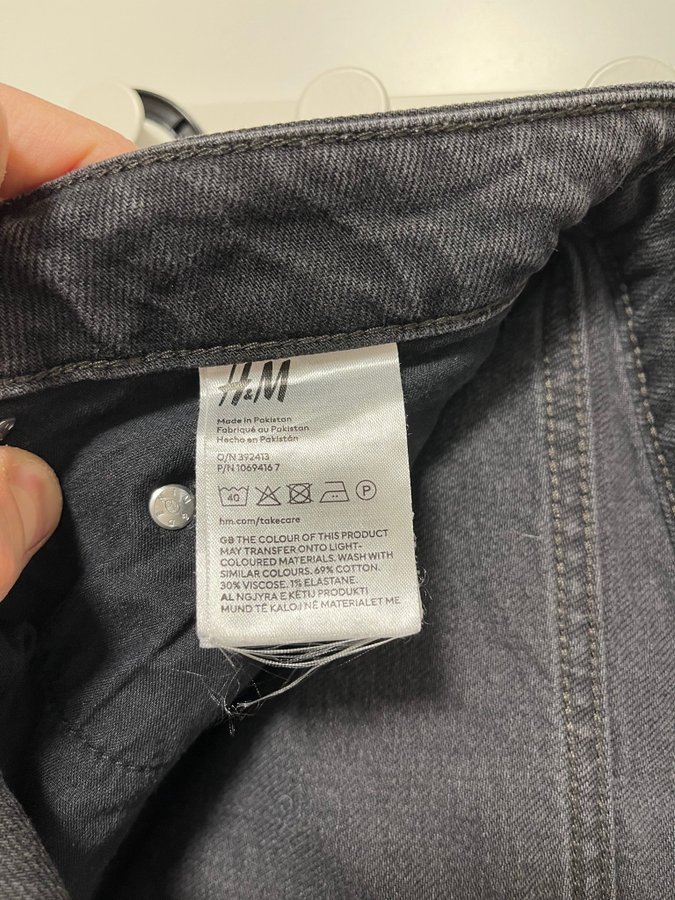 H&M
Made in Pakistan
Fabriqué au Pakistan
Hecho en Pakistán
O/N 392413
P/N 1069416 7
40 P
hm.com/takecare
GB THE COLOUR OF THIS PRODUCT
MAY TRANSFER ONTO LIGHT-
COLOURED MATERIALS. WASH WITH
SIMILAR COLOURS. 69% COTTON.
30% VISCOSE. 1% ELASTANE.
AL NGJYRA E KËTIJ PRODUKTI
MUND TË KALOJ NË MATERIALET ME